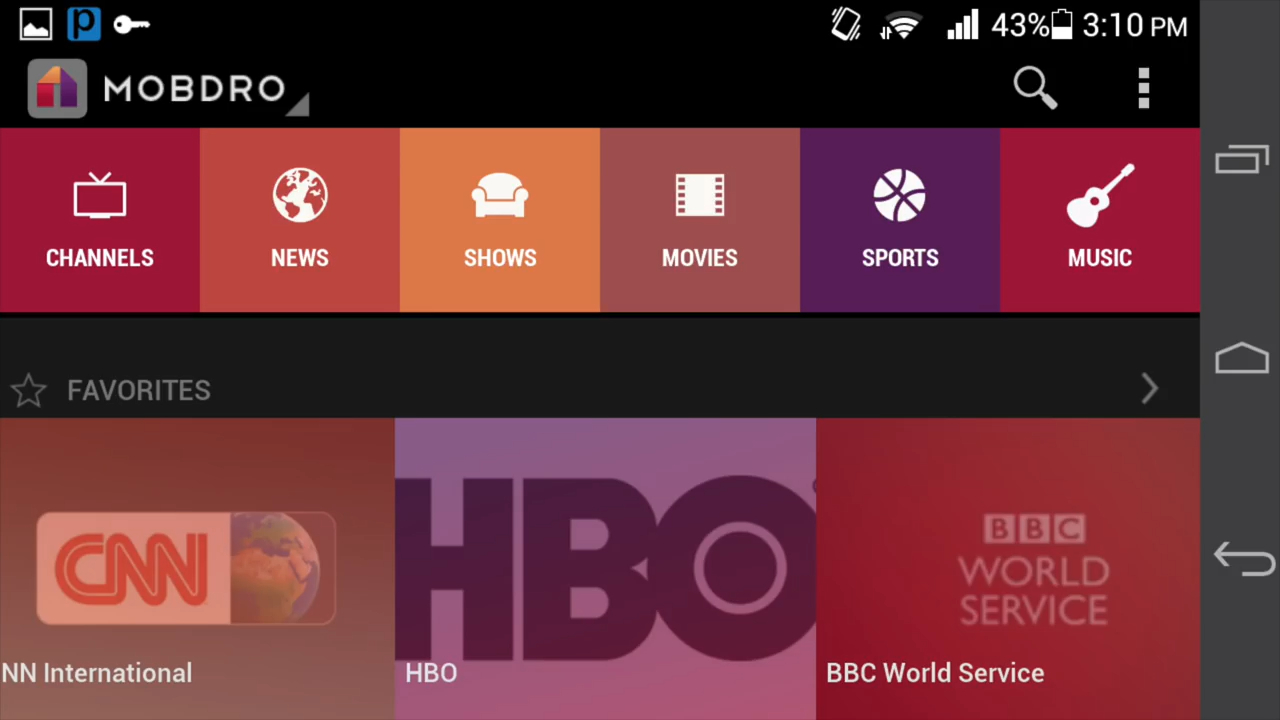 43% 3:10 PM
MOBDRO
CHANNELS NEWS SHOWS MOVIES SPORTS MUSIC
FAVORITES
CNN
HBO
BBC
WORLD
SERVICE
NN International HBO BBC World Service